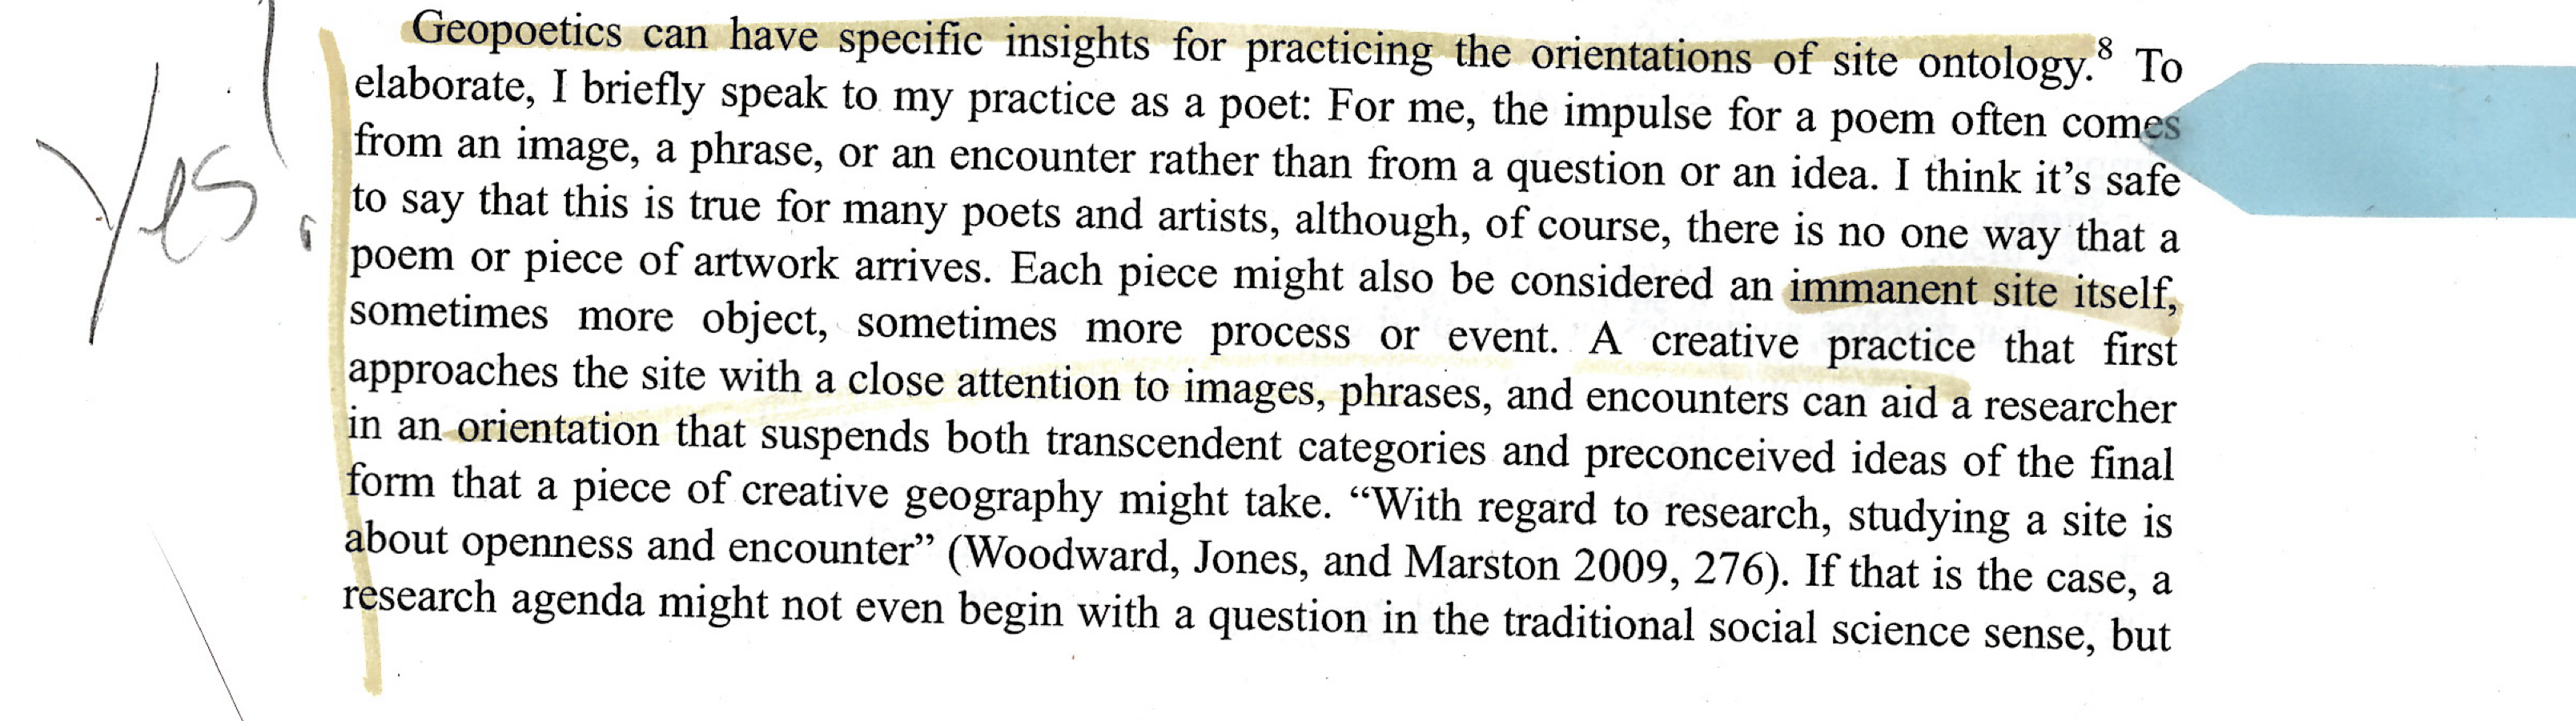 Yes!
Geopoetics can have specific insights for practicing the orientations of site ontology.⁸ To
elaborate, I briefly speak to my practice as a poet: For me, the impulse for a poem often comes
from an image, a phrase, or an encounter rather than from a question or an idea. I think it’s safe
to say that this is true for many poets and artists, although, of course, there is no one way that a
poem or piece of artwork arrives. Each piece might also be considered an immanent site itself,
sometimes more object, sometimes more process or event. A creative practice that first
approaches the site with a close attention to images, phrases, and encounters can aid a researcher
in an orientation that suspends both transcendent categories and preconceived ideas of the final
form that a piece of creative geography might take. “With regard to research, studying a site is
about openness and encounter” (Woodward, Jones, and Marston 2009, 276). If that is the case, a
research agenda might not even begin with a question in the traditional social science sense, but